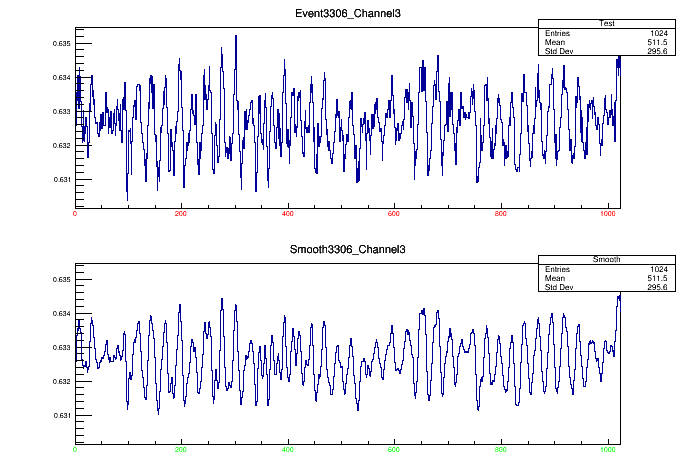 Event3306_Channel3
Test
Entries 1024
Mean 511.5
Std Dev 295.6
0.635
0.634
0.633
0.632
0.631
0 200 400 600 800 1000
Smooth3306_Channel3
Smooth
Entries 1024
Mean 511.5
Std Dev 295.6
0.635
0.634
0.633
0.632
0.631
0 200 400 600 800 1000